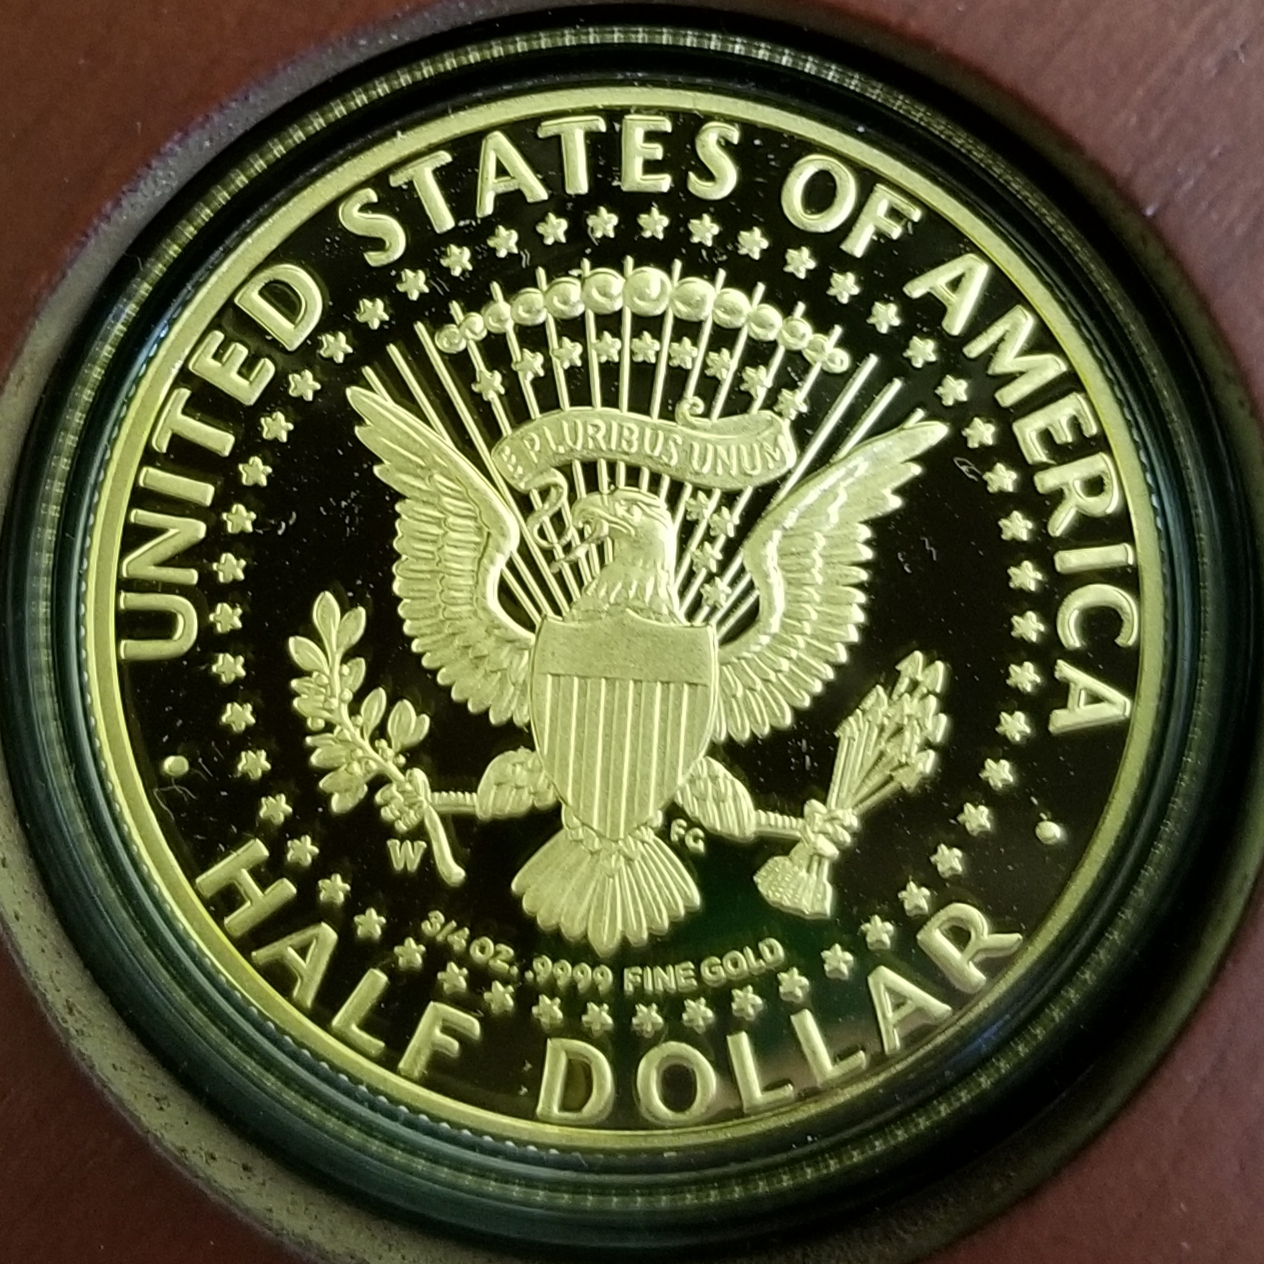 UNITED STATES OF AMERICA
E PLURIBUS UNUM
W
FG
3/4 OZ. .9999 FINE GOLD
HALF DOLLAR